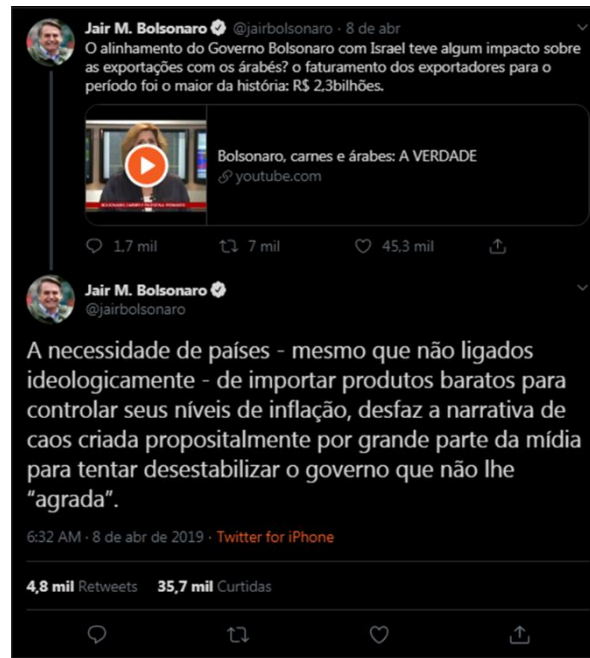 Jair M. Bolsonaro @jairbolsonaro · 8 de abr
O alinhamento do Governo Bolsonaro com Israel teve algum impacto sobre
as exportações com os árabés? o faturamento dos exportadores para o
período foi o maior da história: R$ 2,3bilhões.
Bolsonaro, carnes e árabes: A VERDADE
youtube.com
1,7 mil 7 mil 45,3 mil
Jair M. Bolsonaro
@jairbolsonaro
A necessidade de países - mesmo que não ligados
ideologicamente - de importar produtos baratos para
controlar seus níveis de inflação, desfaz a narrativa de
caos criada propositalmente por grande parte da mídia
para tentar desestabilizar o governo que não lhe
“agrada”.
6:32 AM · 8 de abr de 2019 · Twitter for iPhone
4,8 mil Retweets 35,7 mil Curtidas